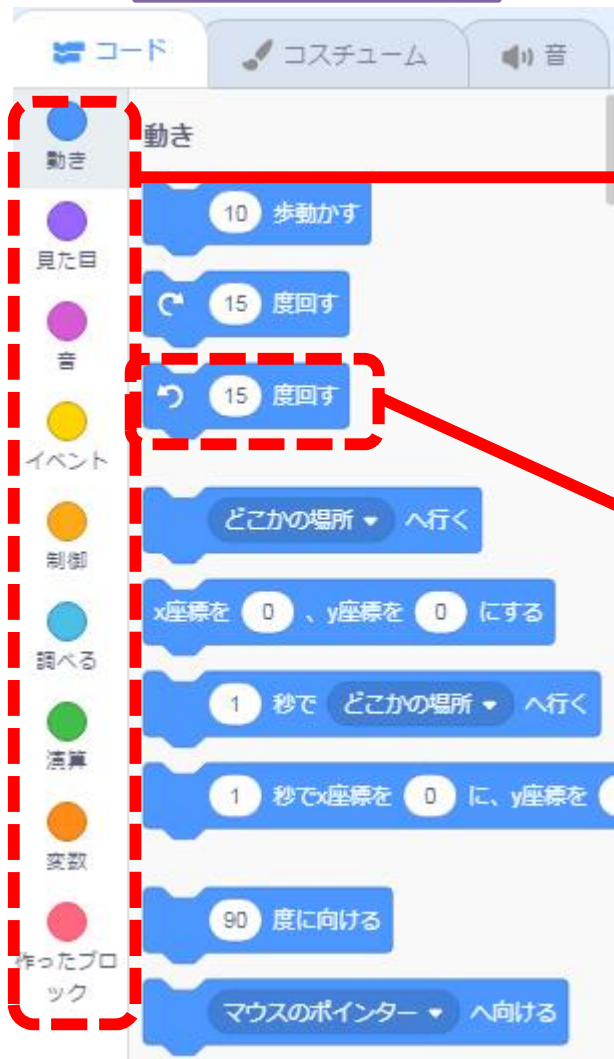 コード コスチューム 音
動き
見た目
音
イベント
制御
調べる
演算
変数
作ったブロ
ック
動き
10 歩動かす
15 度回す
15 度回す
どこかの場所 へ行く
x座標を 0 、y座標を 0 にする
1 秒で どこかの場所 へ行く
1 秒でx座標を 0 に、y座標を
90 度に向ける
マウスのポインター へ向ける